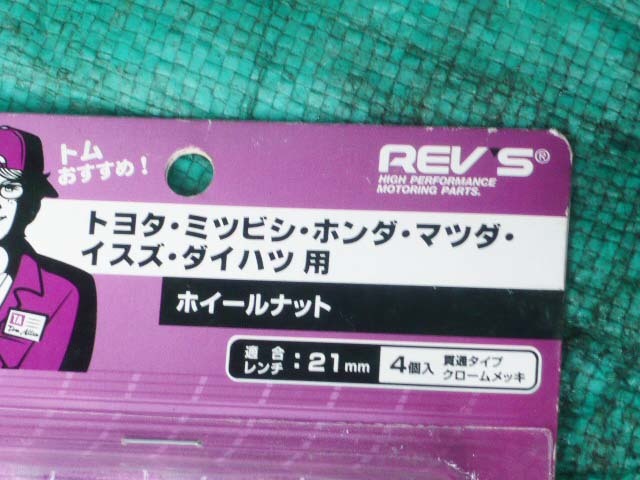 トム
おすすめ!
REV'S®
HIGH PERFORMANCE
MOTORING PARTS.
トヨタ・ミツビシ・ホンダ・マツダ・
イスズ・ダイハツ 用
ホイールナット
適合
レンチ:21mm
4個入 貫通タイプ
クロームメッキ
TA
Tom Allen